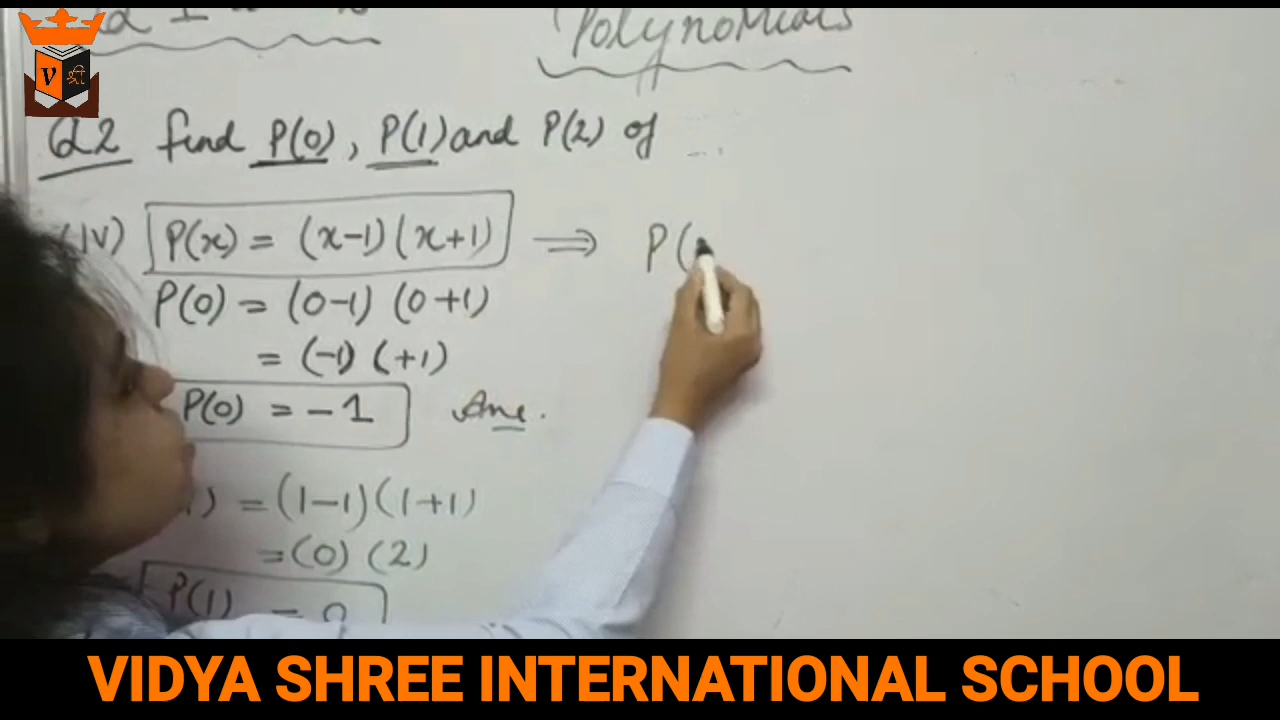 Polynomials
Q2 find P(0), P(1) and P(2) of
(iv) P(x) = (x-1)(x+1) ⟹ P(
P(0) = (0-1) (0+1)
= (-1) (+1)
P(0) = -1 Ans.
1) = (1-1)(1+1)
= (0) (2)
P(1) = 0
V श्री
VIDYA SHREE INTERNATIONAL SCHOOL